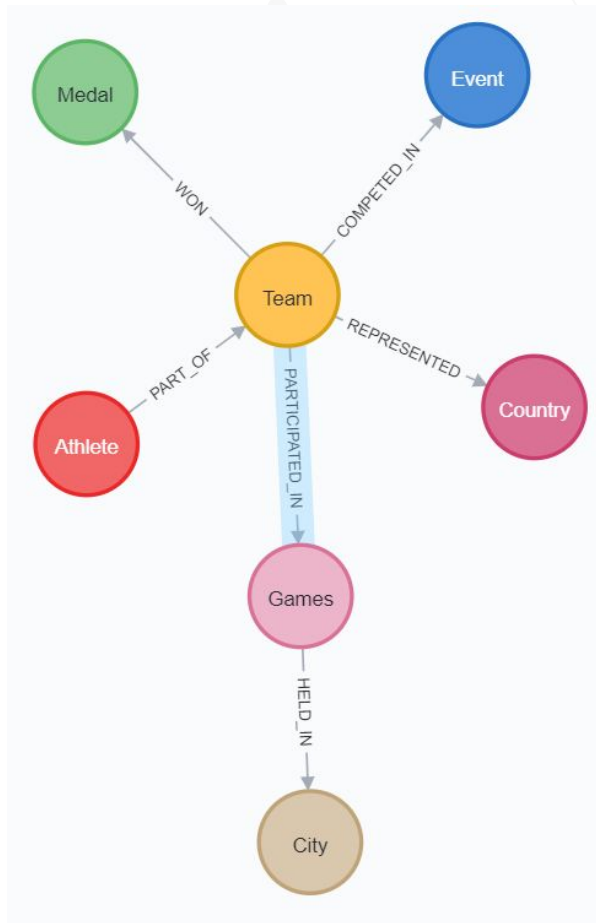 Medal
Event
WON
COMPETED_IN
Team
PART_OF
REPRESENTED
PARTICIPATED_IN
Country
Athlete
Games
HELD_IN
City